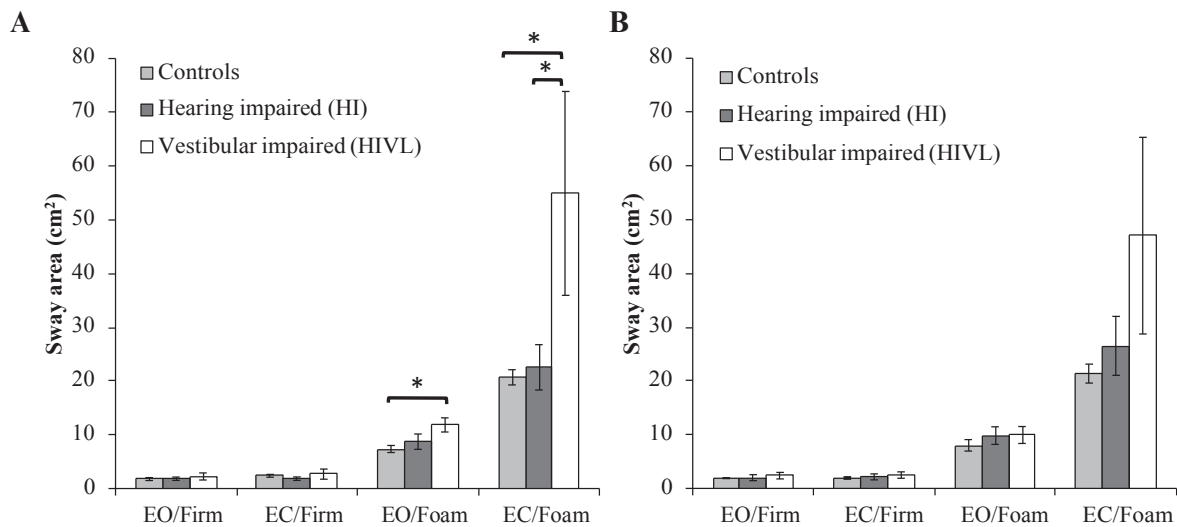 A
Sway area (cm²)
80
70
60
50
40
30
20
10
0
Controls
Hearing impaired (HI)
Vestibular impaired (HIVL)
*
*
*
EO/Firm EC/Firm EO/Foam EC/Foam
B
Sway area (cm²)
80
70
60
50
40
30
20
10
0
Controls
Hearing impaired (HI)
Vestibular impaired (HIVL)
EO/Firm EC/Firm EO/Foam EC/Foam